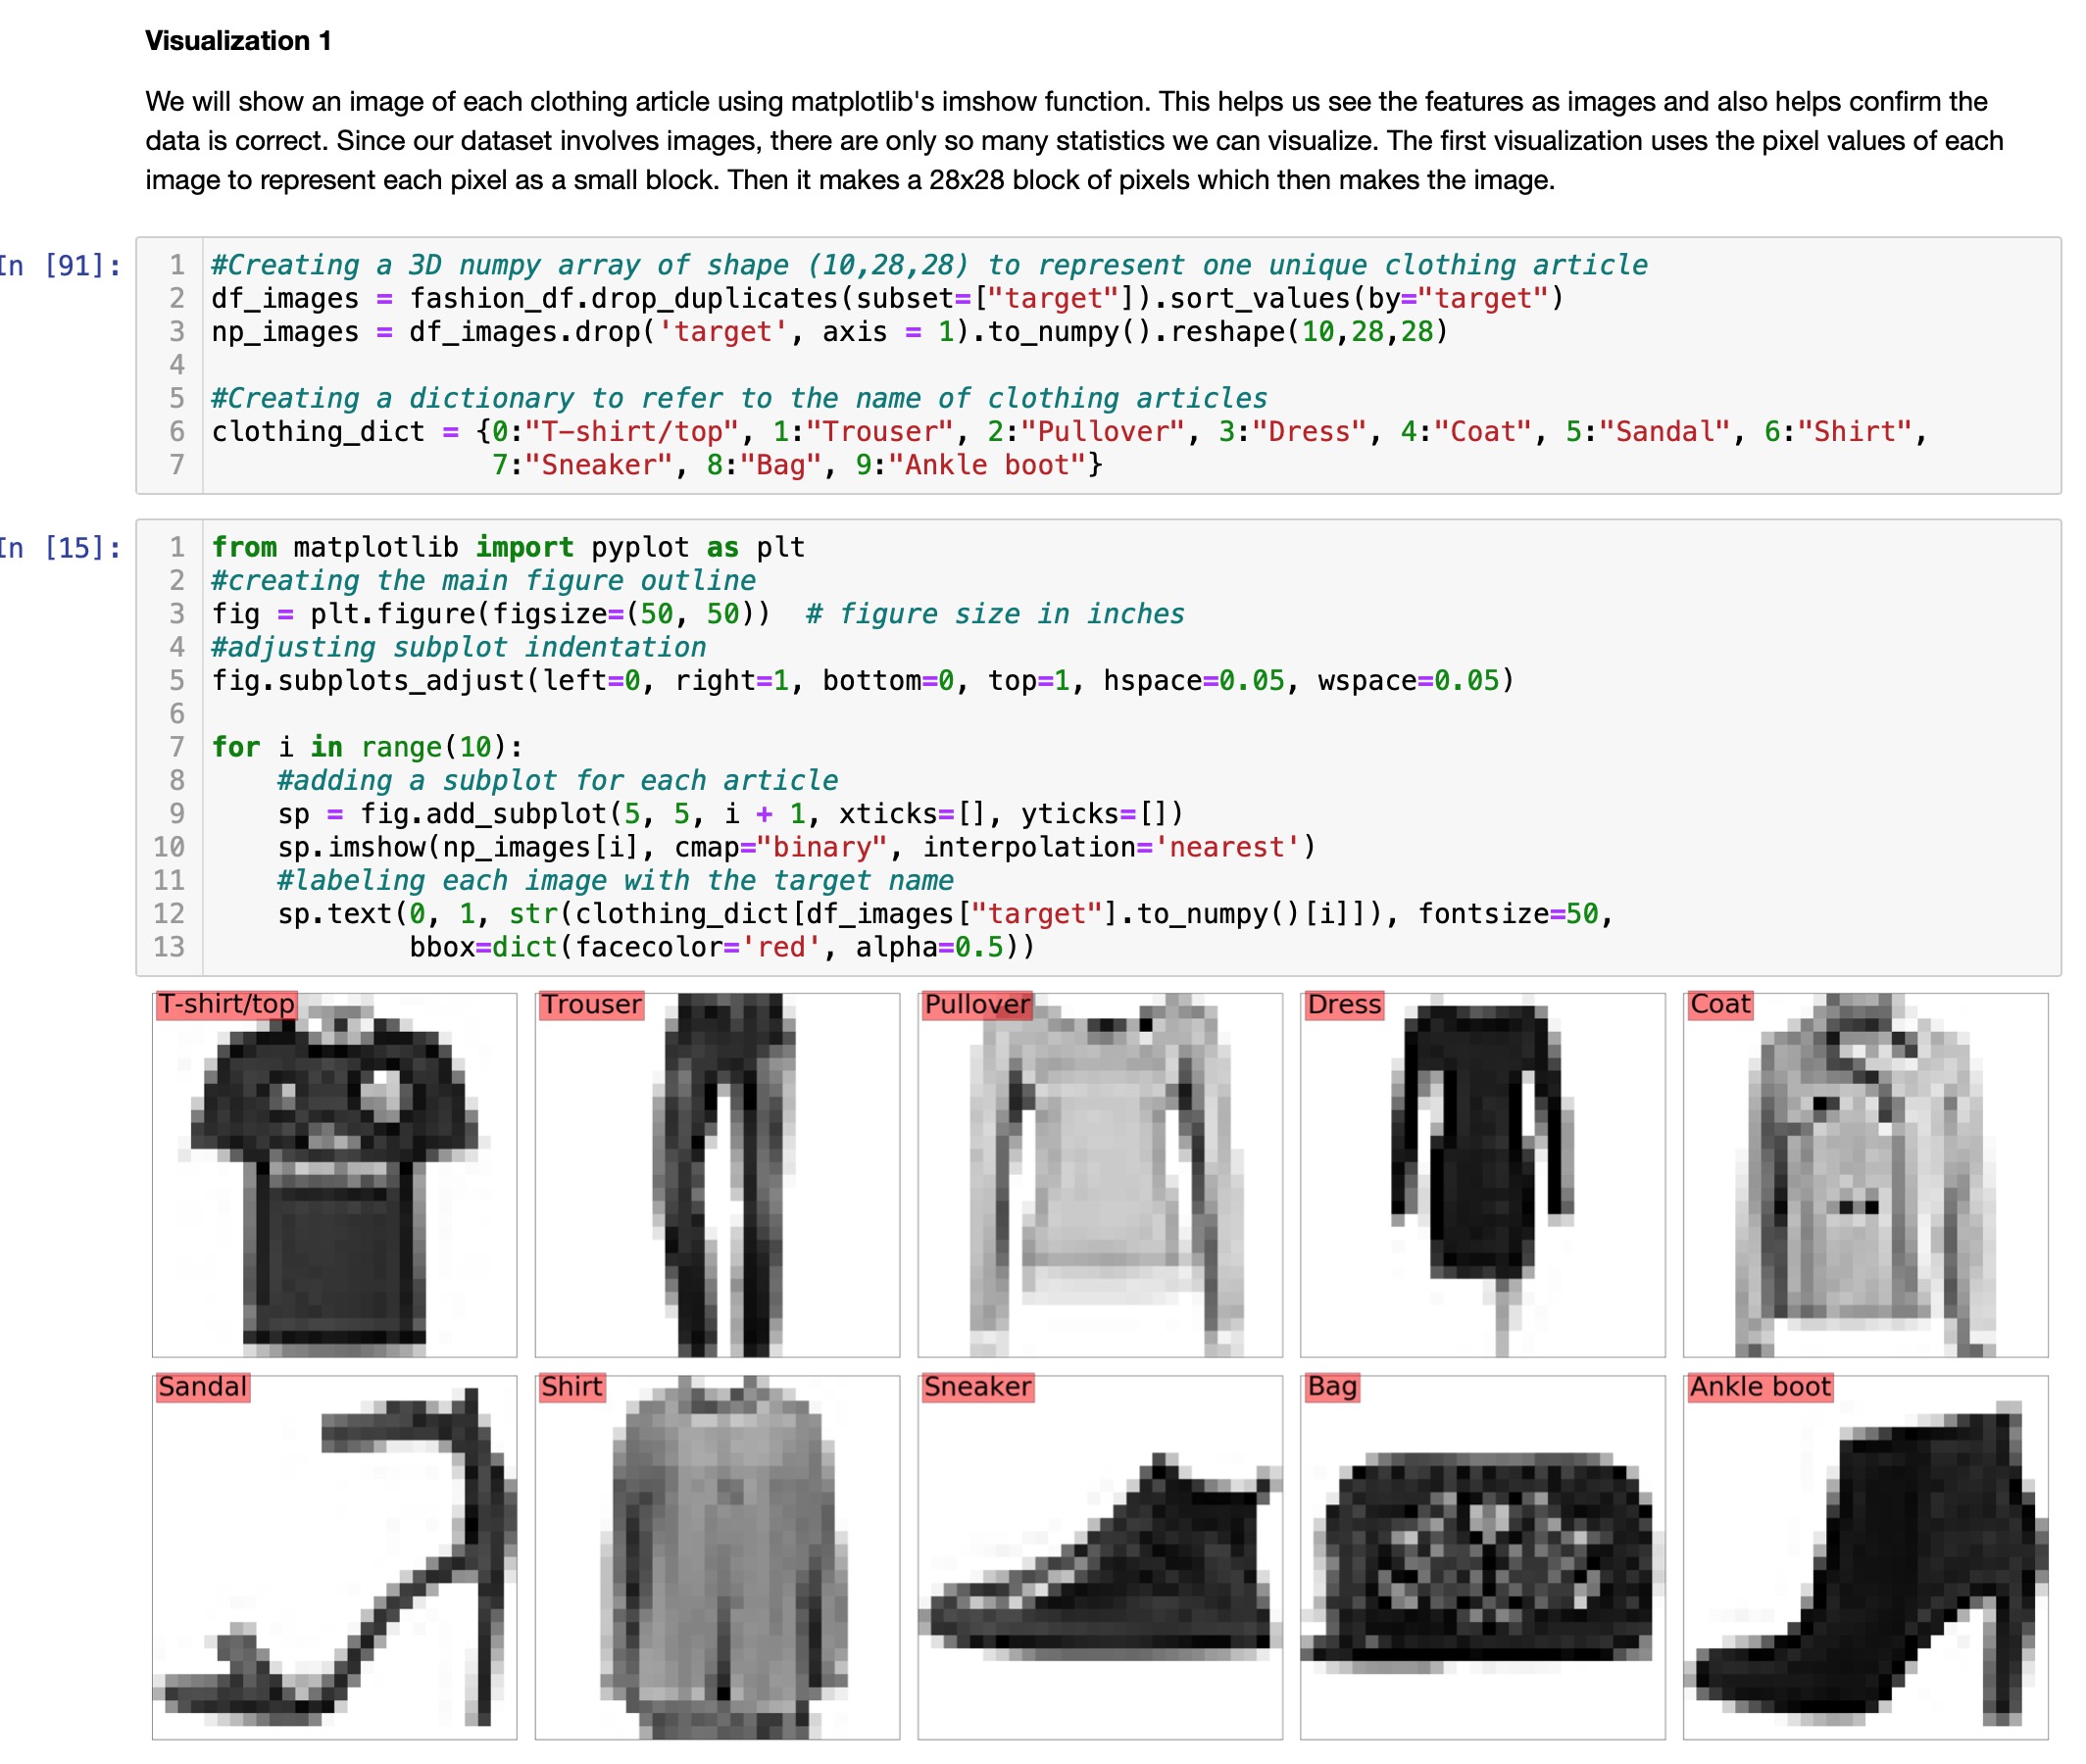 Visualization 1
We will show an image of each clothing article using matplotlib's imshow function. This helps us see the features as images and also helps confirm the
data is correct. Since our dataset involves images, there are only so many statistics we can visualize. The first visualization uses the pixel values of each
image to represent each pixel as a small block. Then it makes a 28x28 block of pixels which then makes the image.
In [91]:
1 #Creating a 3D numpy array of shape (10,28,28) to represent one unique clothing article
2 df_images = fashion_df.drop_duplicates(subset=["target"]).sort_values(by="target")
3 np_images = df_images.drop('target', axis = 1).to_numpy().reshape(10,28,28)
4
5 #Creating a dictionary to refer to the name of clothing articles
6 clothing_dict = {0:"T-shirt/top", 1:"Trouser", 2:"Pullover", 3:"Dress", 4:"Coat", 5:"Sandal", 6:"Shirt",
7                  7:"Sneaker", 8:"Bag", 9:"Ankle boot"}
In [15]:
1 from matplotlib import pyplot as plt
2 #creating the main figure outline
3 fig = plt.figure(figsize=(50, 50))  # figure size in inches
4 #adjusting subplot indentation
5 fig.subplots_adjust(left=0, right=1, bottom=0, top=1, hspace=0.05, wspace=0.05)
6
7 for i in range(10):
8     #adding a subplot for each article
9     sp = fig.add_subplot(5, 5, i + 1, xticks=[], yticks=[])
10     sp.imshow(np_images[i], cmap="binary", interpolation='nearest')
11     #labeling each image with the target name
12     sp.text(0, 1, str(clothing_dict[df_images["target"].to_numpy()[i]]), fontsize=50,
13             bbox=dict(facecolor='red', alpha=0.5))
T-shirt/top
Trouser
Pullover
Dress
Coat
Sandal
Shirt
Sneaker
Bag
Ankle boot